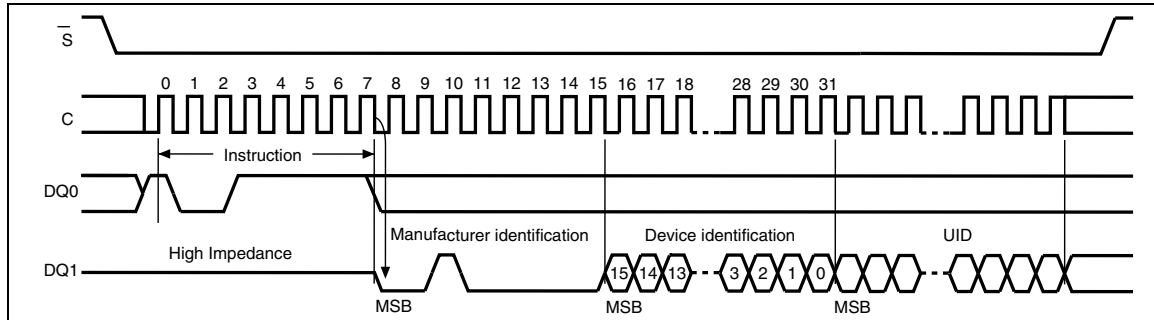 S
0 1 2 3 4 5 6 7 8 9 10 11 12 13 14 15 16 17 18 28 29 30 31
C
Instruction
DQ0
Manufacturer identification Device identification UID
High Impedance
DQ1 15 14 13 3 2 1 0
MSB MSB MSB